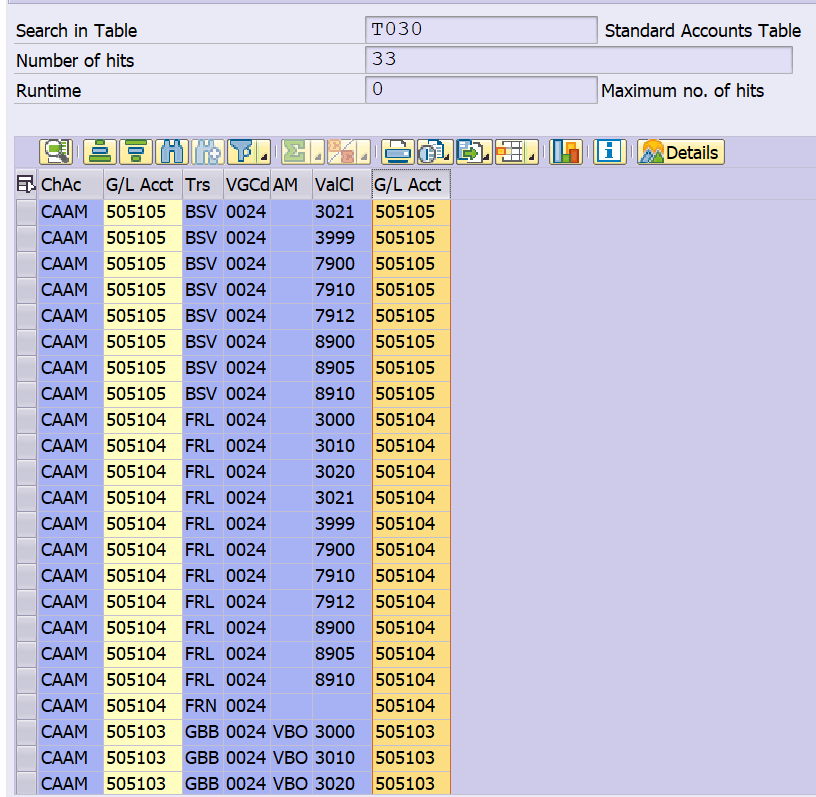 Search in Table T030 Standard Accounts Table
Number of hits 33
Runtime 0 Maximum no. of hits
Details
ChAc G/L Acct Trs VGCd AM ValCl G/L Acct
CAAM 505105 BSV 0024 3021 505105
CAAM 505105 BSV 0024 3999 505105
CAAM 505105 BSV 0024 7900 505105
CAAM 505105 BSV 0024 7910 505105
CAAM 505105 BSV 0024 7912 505105
CAAM 505105 BSV 0024 8900 505105
CAAM 505105 BSV 0024 8905 505105
CAAM 505105 BSV 0024 8910 505105
CAAM 505104 FRL 0024 3000 505104
CAAM 505104 FRL 0024 3010 505104
CAAM 505104 FRL 0024 3020 505104
CAAM 505104 FRL 0024 3021 505104
CAAM 505104 FRL 0024 3999 505104
CAAM 505104 FRL 0024 7900 505104
CAAM 505104 FRL 0024 7910 505104
CAAM 505104 FRL 0024 7912 505104
CAAM 505104 FRL 0024 8900 505104
CAAM 505104 FRL 0024 8905 505104
CAAM 505104 FRL 0024 8910 505104
CAAM 505104 FRN 0024 505104
CAAM 505103 GBB 0024 VBO 3000 505103
CAAM 505103 GBB 0024 VBO 3010 505103
CAAM 505103 GBB 0024 VBO 3020 505103